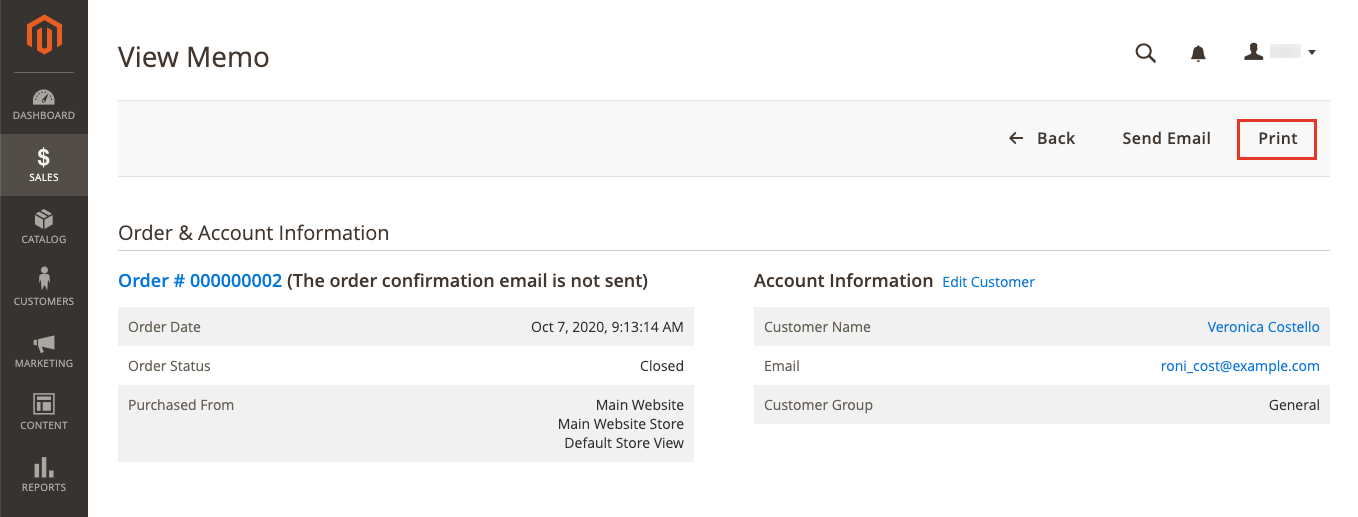 View Memo
DASHBOARD
SALES
CATALOG
CUSTOMERS
MARKETING
CONTENT
REPORTS
Back
Send Email
Print
Order & Account Information
Order # 000000002 (The order confirmation email is not sent)
Order Date
Oct 7, 2020, 9:13:14 AM
Order Status
Closed
Purchased From
Main Website
Main Website Store
Default Store View
Account Information
Edit Customer
Customer Name
Veronica Costello
Email
roni_cost@example.com
Customer Group
General